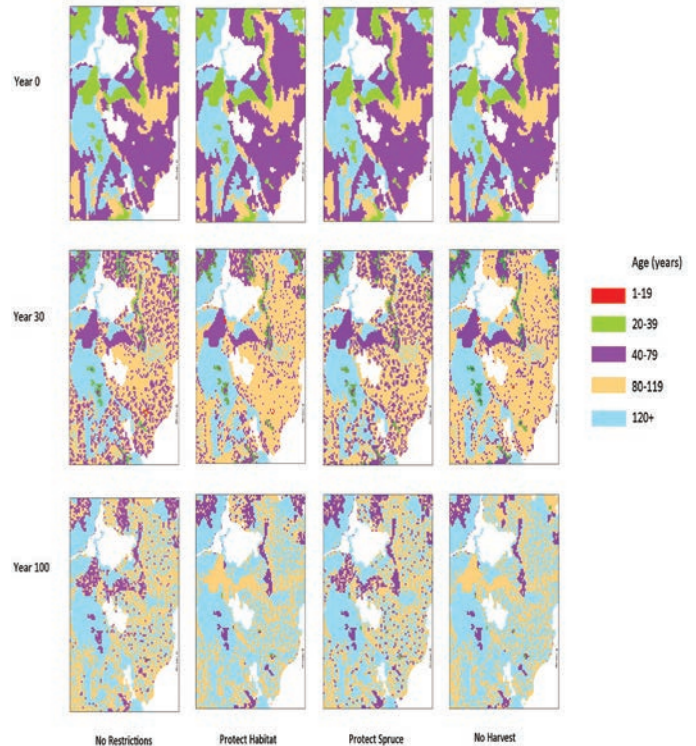 Year 0
Year 30
Age (years)
1-19
20-39
40-79
80-119
120+
Year 100
No Restrictions
Protect Habitat
Protect Spruce
No Harvest